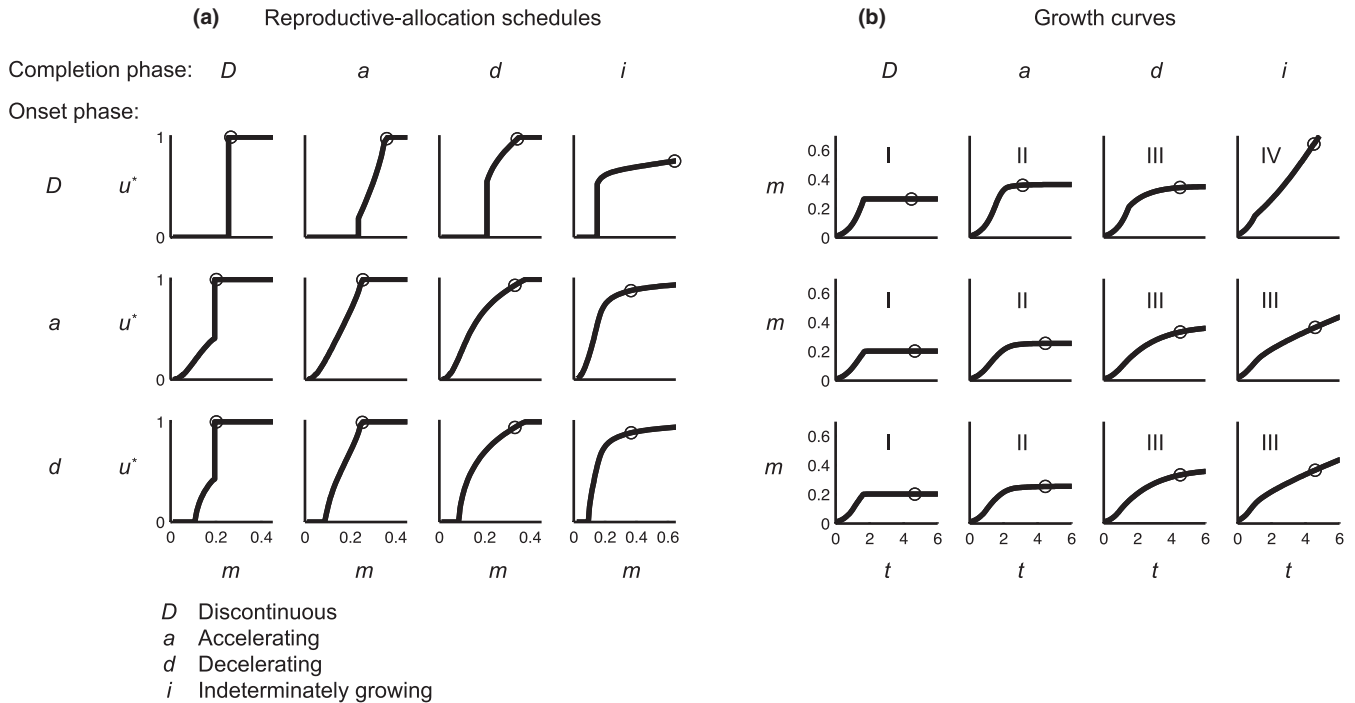 (a) Reproductive-allocation schedules (b) Growth curves
Completion phase: D a d i D a d i
Onset phase:
D u* 1 0 m 0.6 0.4 0.2 0 I II III IV
a u* 1 0 m 0.6 0.4 0.2 0 I II III III
d u* 1 0 m 0.6 0.4 0.2 0 I II III III
0 0.2 0.4 0 0.2 0.4 0 0.2 0.4 0 0.2 0.4 0.6 0 2 4 6 0 2 4 6 0 2 4 6 0 2 4 6
m m m m t t t t
D Discontinuous
a Accelerating
d Decelerating
i Indeterminately growing